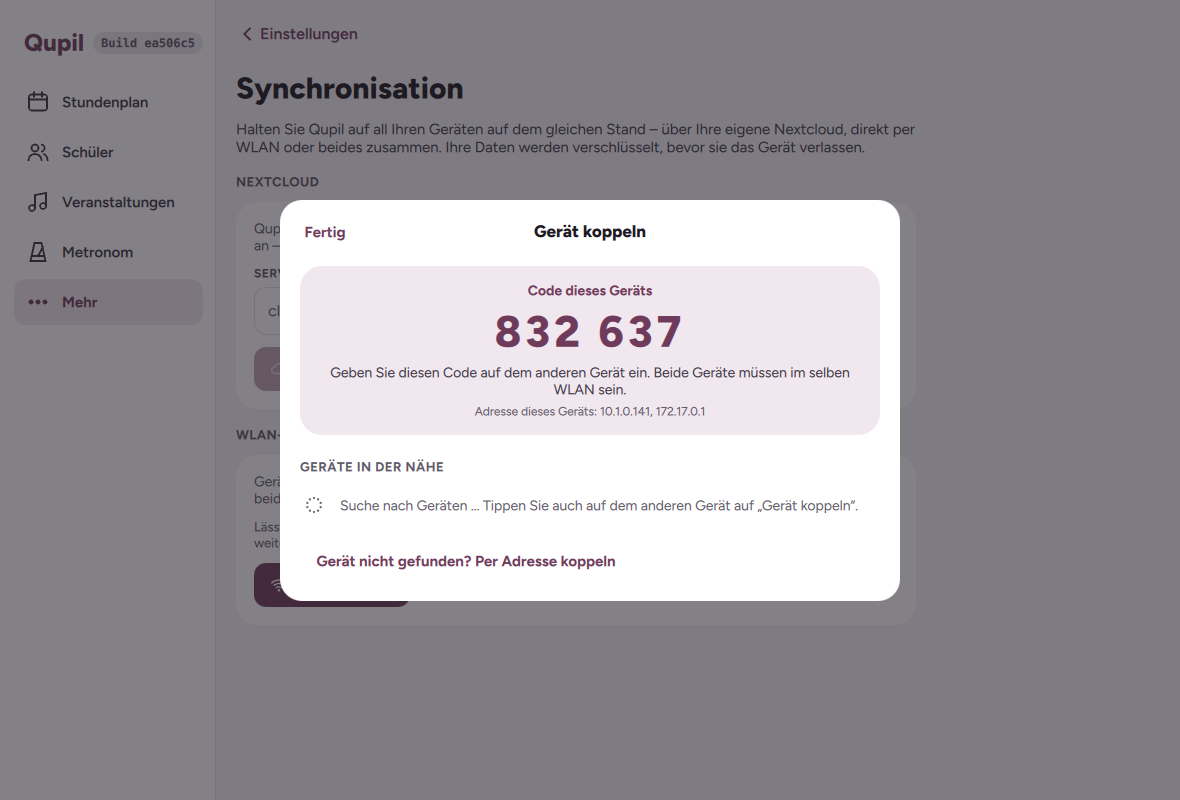 Qupil
Build ea506c5
Stundenplan
Schüler
Veranstaltungen
Metronom
Mehr
Einstellungen
Synchronisation
Halten Sie Qupil auf all Ihren Geräten auf dem gleichen Stand – über Ihre eigene Nextcloud, direkt per
WLAN oder beides zusammen. Ihre Daten werden verschlüsselt, bevor sie das Gerät verlassen.
NEXTCLOUD
an –
WLAN-
Fertig
Gerät koppeln
Code dieses Geräts
832 637
Geben Sie diesen Code auf dem anderen Gerät ein. Beide Geräte müssen im selben
WLAN sein.
Adresse dieses Geräts: 10.1.0.141, 172.17.0.1
GERÄTE IN DER NÄHE
Suche nach Geräten ... Tippen Sie auch auf dem anderen Gerät auf „Gerät koppeln“.
Gerät nicht gefunden? Per Adresse koppeln